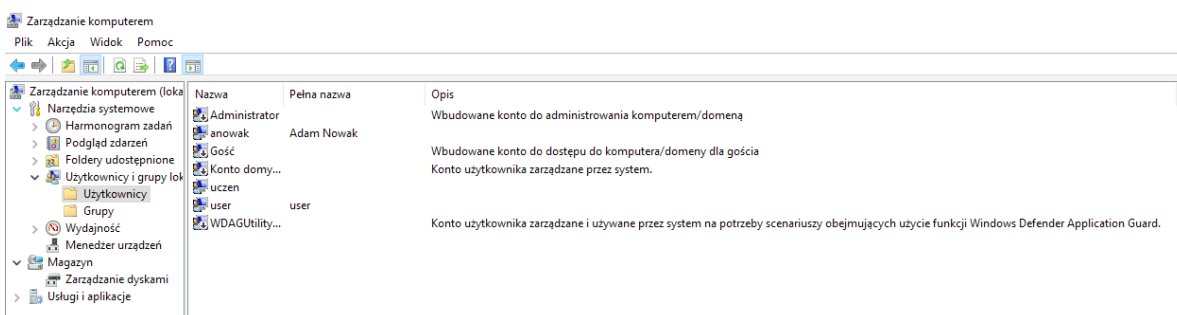 Zarządzanie komputerem
Plik Akcja Widok Pomoc
Zarządzanie komputerem (loka
Narzędzia systemowe
Harmonogram zadań
Podgląd zdarzeń
Foldery udostępnione
Użytkownicy i grupy lok
Użytkownicy
Grupy
Wydajność
Menedżer urządzeń
Magazyn
Zarządzanie dyskami
Usługi i aplikacje
Nazwa Pełna nazwa Opis
Administrator Wbudowane konto do administrowania komputerem/domeną
anowak Adam Nowak
Gość Wbudowane konto do dostępu do komputera/domeny dla gościa
Konto domy... Konto użytkownika zarządzane przez system.
uczen
user user
WDAGUtility... Konto użytkownika zarządzane i używane przez system na potrzeby scenariuszy obejmujących użycie funkcji Windows Defender Application Guard.